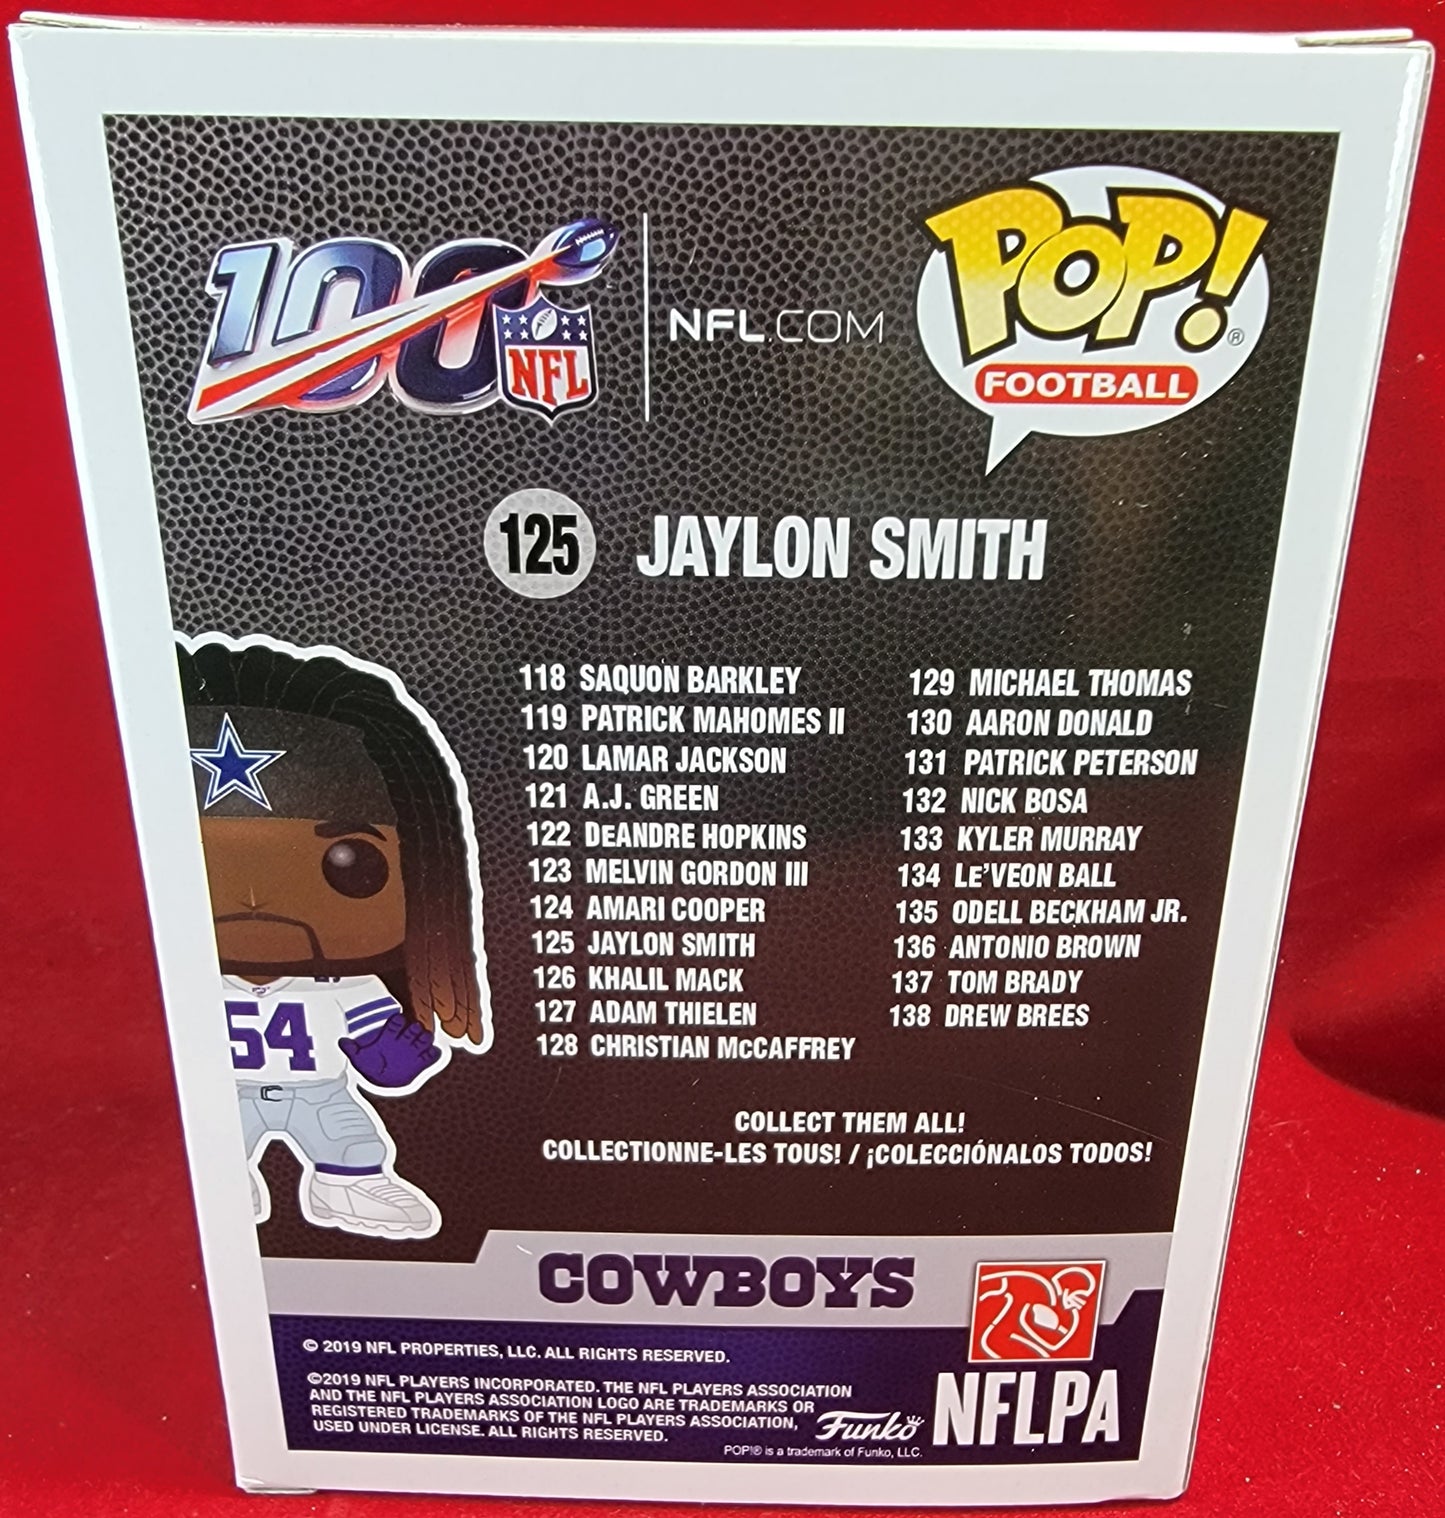 100
NFL
NFL.COM
POP!®
FOOTBALL
125 JAYLON SMITH
118 SAQUON BARKLEY
119 PATRICK MAHOMES II
120 LAMAR JACKSON
121 A.J. GREEN
122 DeANDRE HOPKINS
123 MELVIN GORDON III
124 AMARI COOPER
125 JAYLON SMITH
126 KHALIL MACK
127 ADAM THIELEN
128 CHRISTIAN McCAFFREY
129 MICHAEL THOMAS
130 AARON DONALD
131 PATRICK PETERSON
132 NICK BOSA
133 KYLER MURRAY
134 Le'VEON BALL
135 ODELL BECKHAM JR.
136 ANTONIO BROWN
137 TOM BRADY
138 DREW BREES
54
COLLECT THEM ALL!
COLLECTIONNE-LES TOUS! / ¡COLECCIÓNALOS TODOS!
COWBOYS
© 2019 NFL PROPERTIES, LLC. ALL RIGHTS RESERVED.
©2019 NFL PLAYERS INCORPORATED. THE NFL PLAYERS ASSOCIATION
AND THE NFL PLAYERS ASSOCIATION LOGO ARE TRADEMARKS OR
REGISTERED TRADEMARKS OF THE NFL PLAYERS ASSOCIATION,
USED UNDER LICENSE. ALL RIGHTS RESERVED.
Funko
POP!® is a trademark of Funko, LLC.
NFLPA